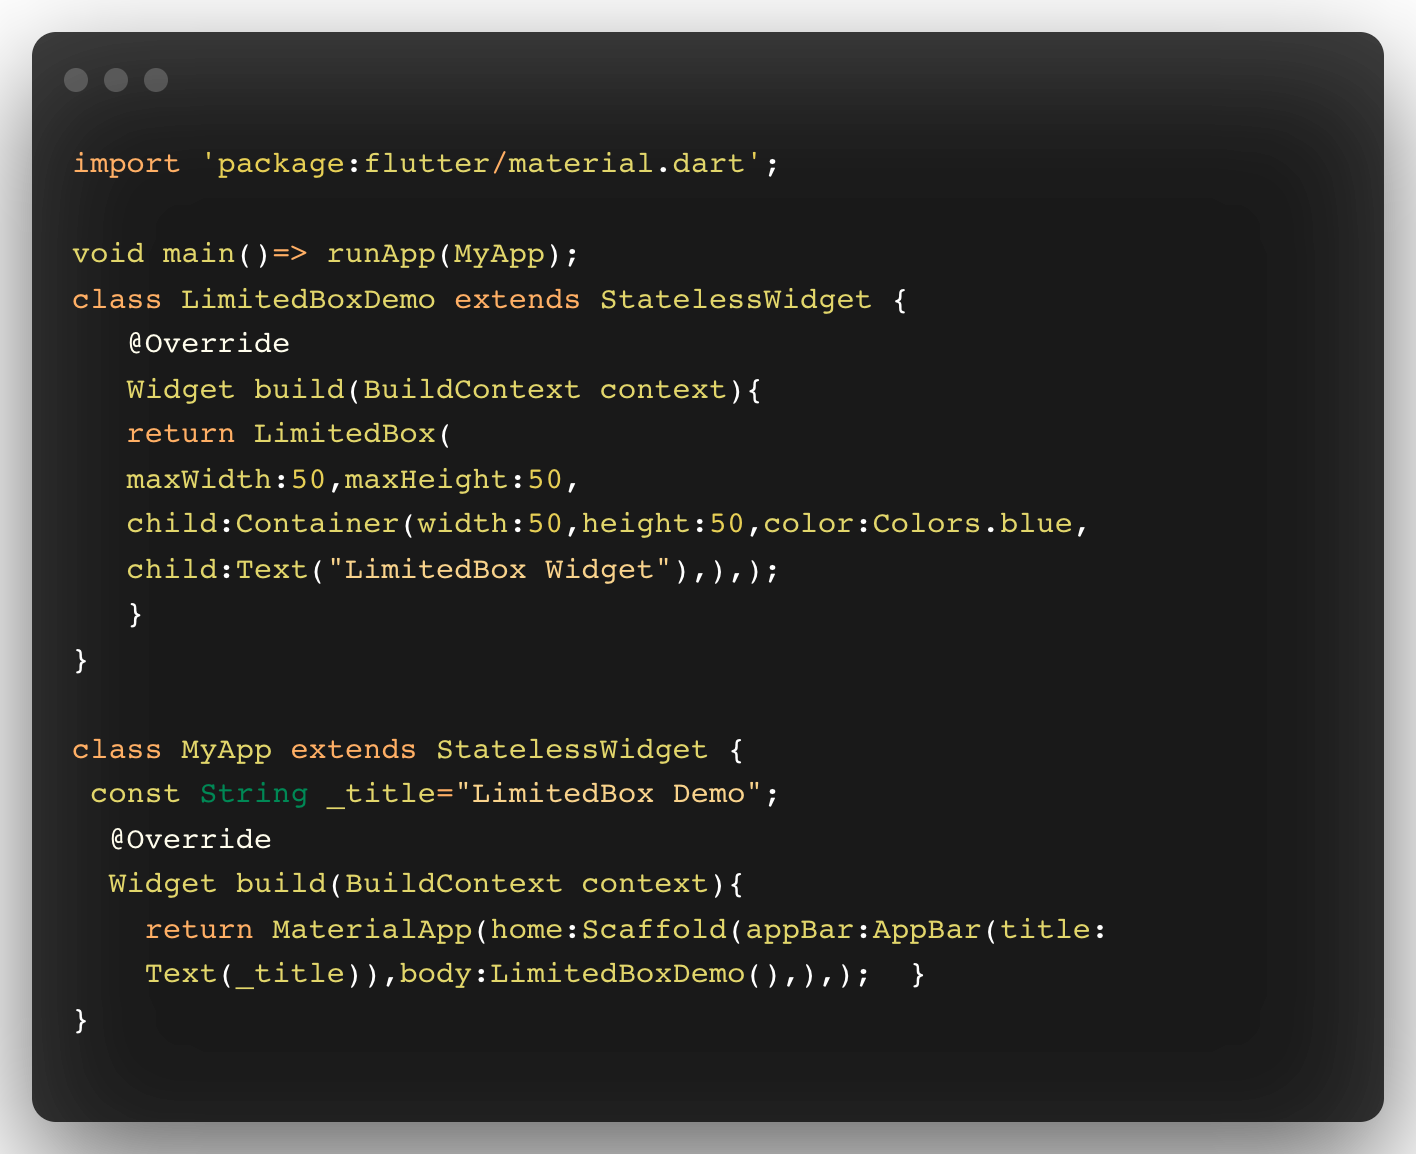 import 'package:flutter/material.dart';
void main()=> runApp(MyApp);
class LimitedBoxDemo extends StatelessWidget {
@Override
Widget build(BuildContext context){
return LimitedBox(
maxWidth:50,maxHeight:50,
child:Container(width:50,height:50,color:Colors.blue,
child:Text("LimitedBox Widget"),),);
}
}
class MyApp extends StatelessWidget {
const String _title="LimitedBox Demo";
@Override
Widget build(BuildContext context){
return MaterialApp(home:Scaffold(appBar:AppBar(title:
Text(_title)),body:LimitedBoxDemo(),),);  }
}